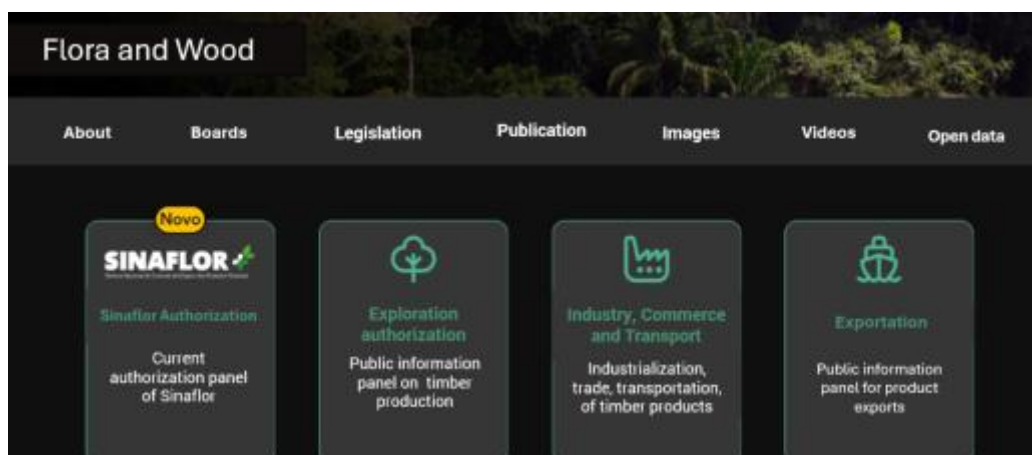 Flora and Wood
About Boards Legislation Publication Images Videos Open data
Novo
SINAFLOR+
Sinaflor Authorization
Current
authorization panel
of Sinaflor
Exploration
authorization
Public information
panel on timber
production
Industry, Commerce
and Transport
Industrialization,
trade, transportation,
of timber products
Exportation
Public information
panel for product
exports